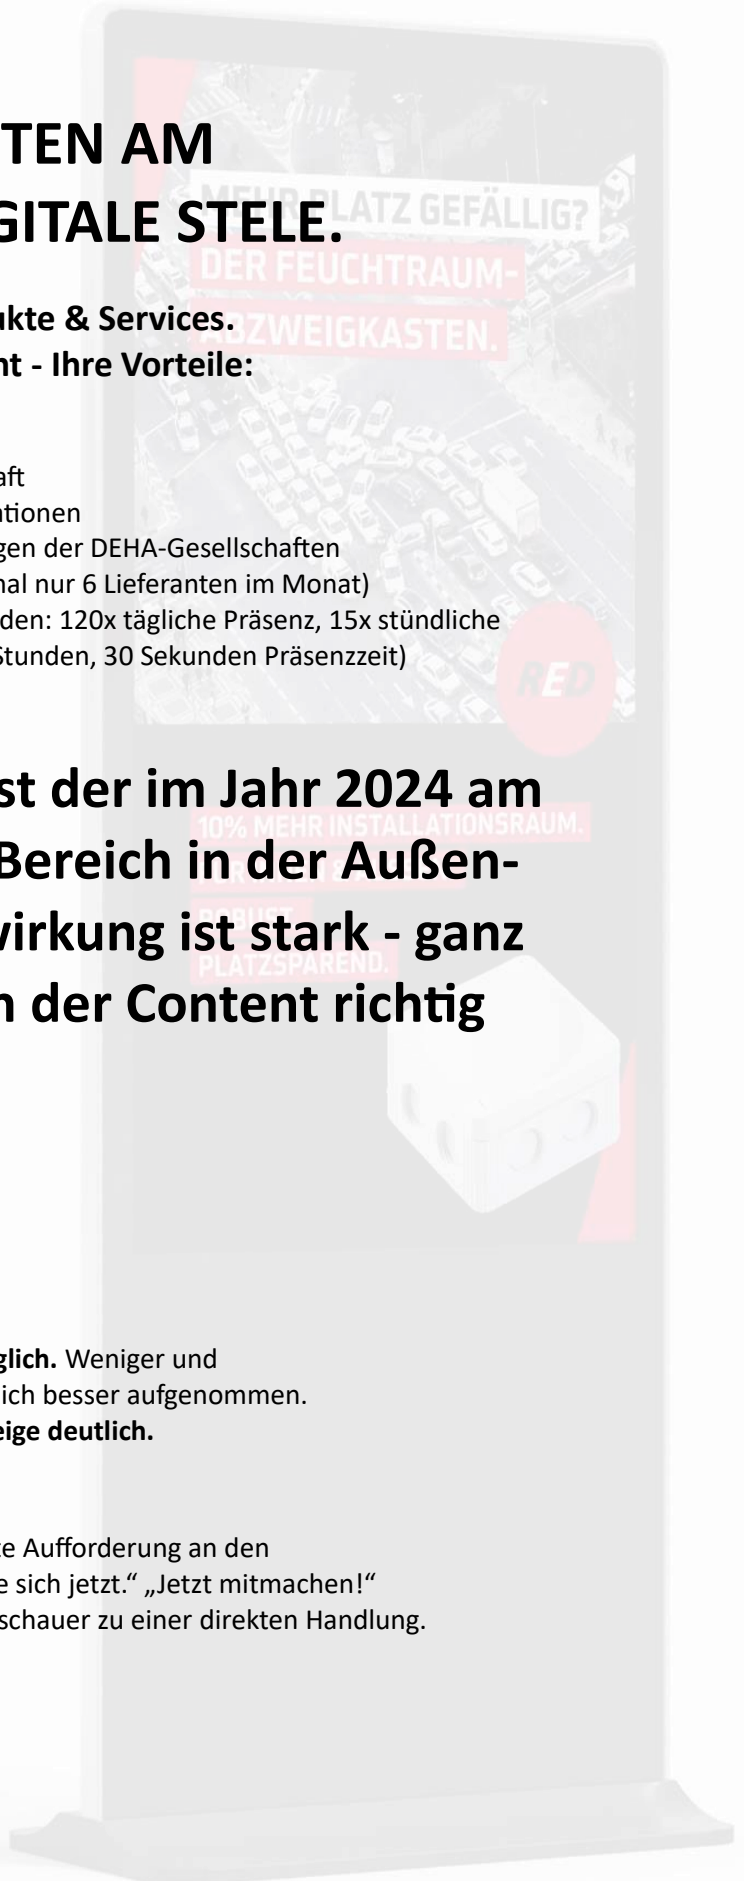 TEN AM
GITALE STELE.
MEHR PLATZ GEFÄLLIG?
DER FEUCHTRAUM-
ABZWEIGKASTEN.
ukte & Services.
nt - Ihre Vorteile:
aft
ationen
gen der DEHA-Gesellschaften
nal nur 6 Lieferanten im Monat)
den: 120x tägliche Präsenz, 15x stündliche
Stunden, 30 Sekunden Präsenzzeit)
RED
st der im Jahr 2024 am
10% MEHR INSTALLATIONSRAUM.
Bereich in der Außen-
ROBUST.
wirkung ist stark - ganz
PLATZSPAREND.
n der Content richtig
glich. Weniger und
lich besser aufgenommen.
eige deutlich.
te Aufforderung an den
e sich jetzt.“ „Jetzt mitmachen!“
schauer zu einer direkten Handlung.